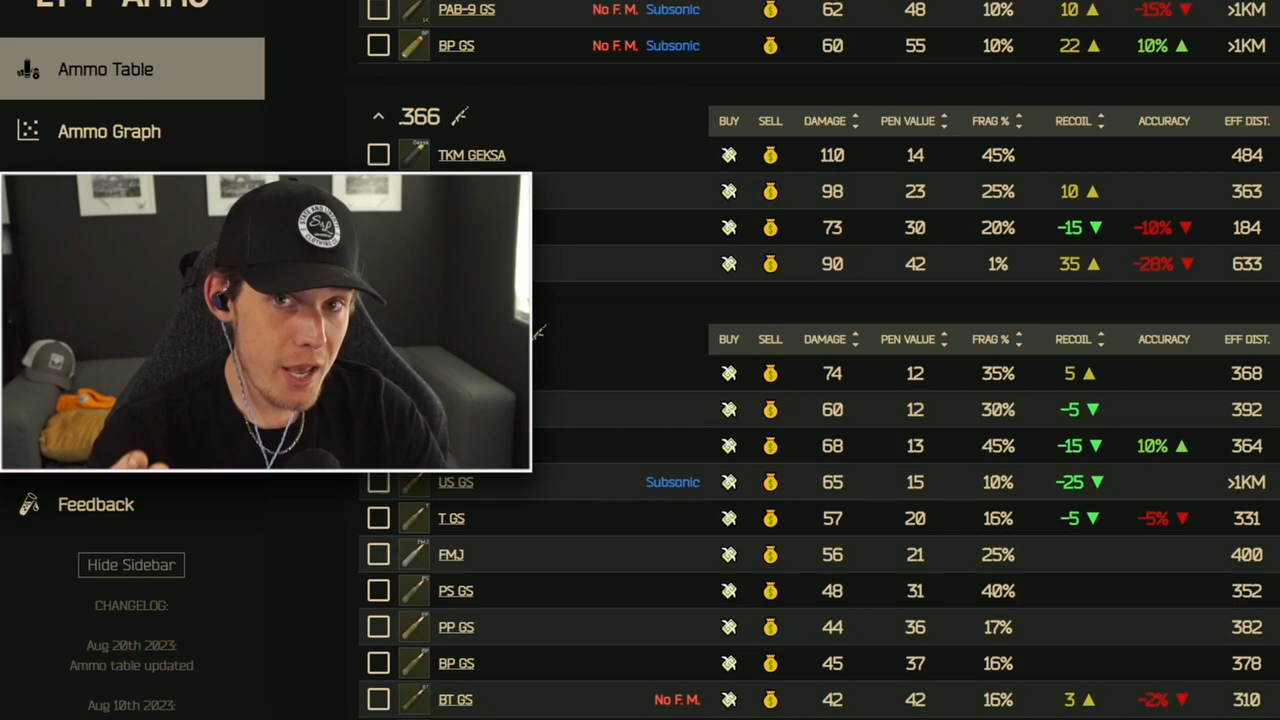 EFT AMMO
PAB-9 GS No F. M. Subsonic 62 48 10% 10 -15% >1KM
Ammo Table
BP GS No F. M. Subsonic 60 55 10% 22 10% >1KM
.366 BUY SELL DAMAGE PEN VALUE FRAG % RECOIL ACCURACY EFF DIST.
Ammo Graph
TKM GEKSA 110 14 45% 484
98 23 25% 10 363
73 30 20% -15 -10% 184
90 42 1% 35 -28% 633
BUY SELL DAMAGE PEN VALUE FRAG % RECOIL ACCURACY EFF DIST.
74 12 35% 5 368
60 12 30% -5 392
68 13 45% -15 10% 364
US GS Subsonic 65 15 10% -25 >1KM
Feedback
T GS 57 20 16% -5 -5% 331
FMJ 56 21 25% 400
Hide Sidebar
PS GS 48 31 40% 352
CHANGELOG:
PP GS 44 36 17% 382
Aug 20th 2023:
Ammo table updated
BP GS 45 37 16% 378
Aug 10th 2023:
BT GS No F. M. 42 42 16% 3 -2% 310